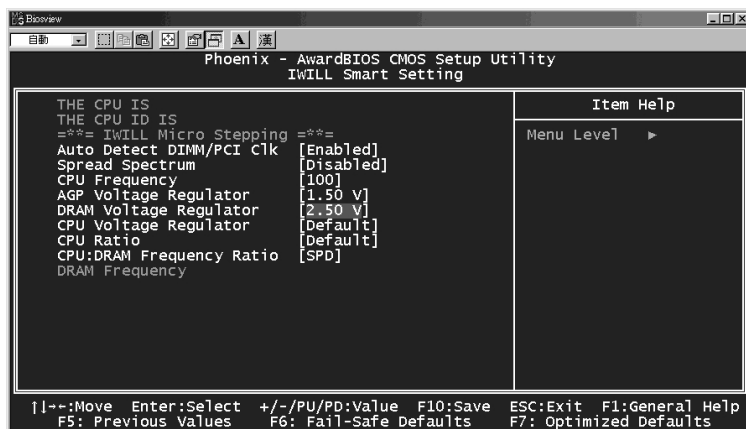 Biosview
自動 A 漢
Phoenix - AwardBIOS CMOS Setup Utility
IWILL Smart Setting
THE CPU IS
THE CPU ID IS
=**= IWILL Micro Stepping =**=
Auto Detect DIMM/PCI Clk [Enabled]
Spread Spectrum [Disabled]
CPU Frequency [100]
AGP Voltage Regulator [1.50 V]
DRAM Voltage Regulator [2.50 V]
CPU Voltage Regulator [Default]
CPU Ratio [Default]
CPU:DRAM Frequency Ratio [SPD]
DRAM Frequency
Item Help
Menu Level ►
↑↓→←:Move Enter:Select +/-/PU/PD:Value F10:Save ESC:Exit F1:General Help
F5: Previous Values F6: Fail-Safe Defaults F7: Optimized Defaults